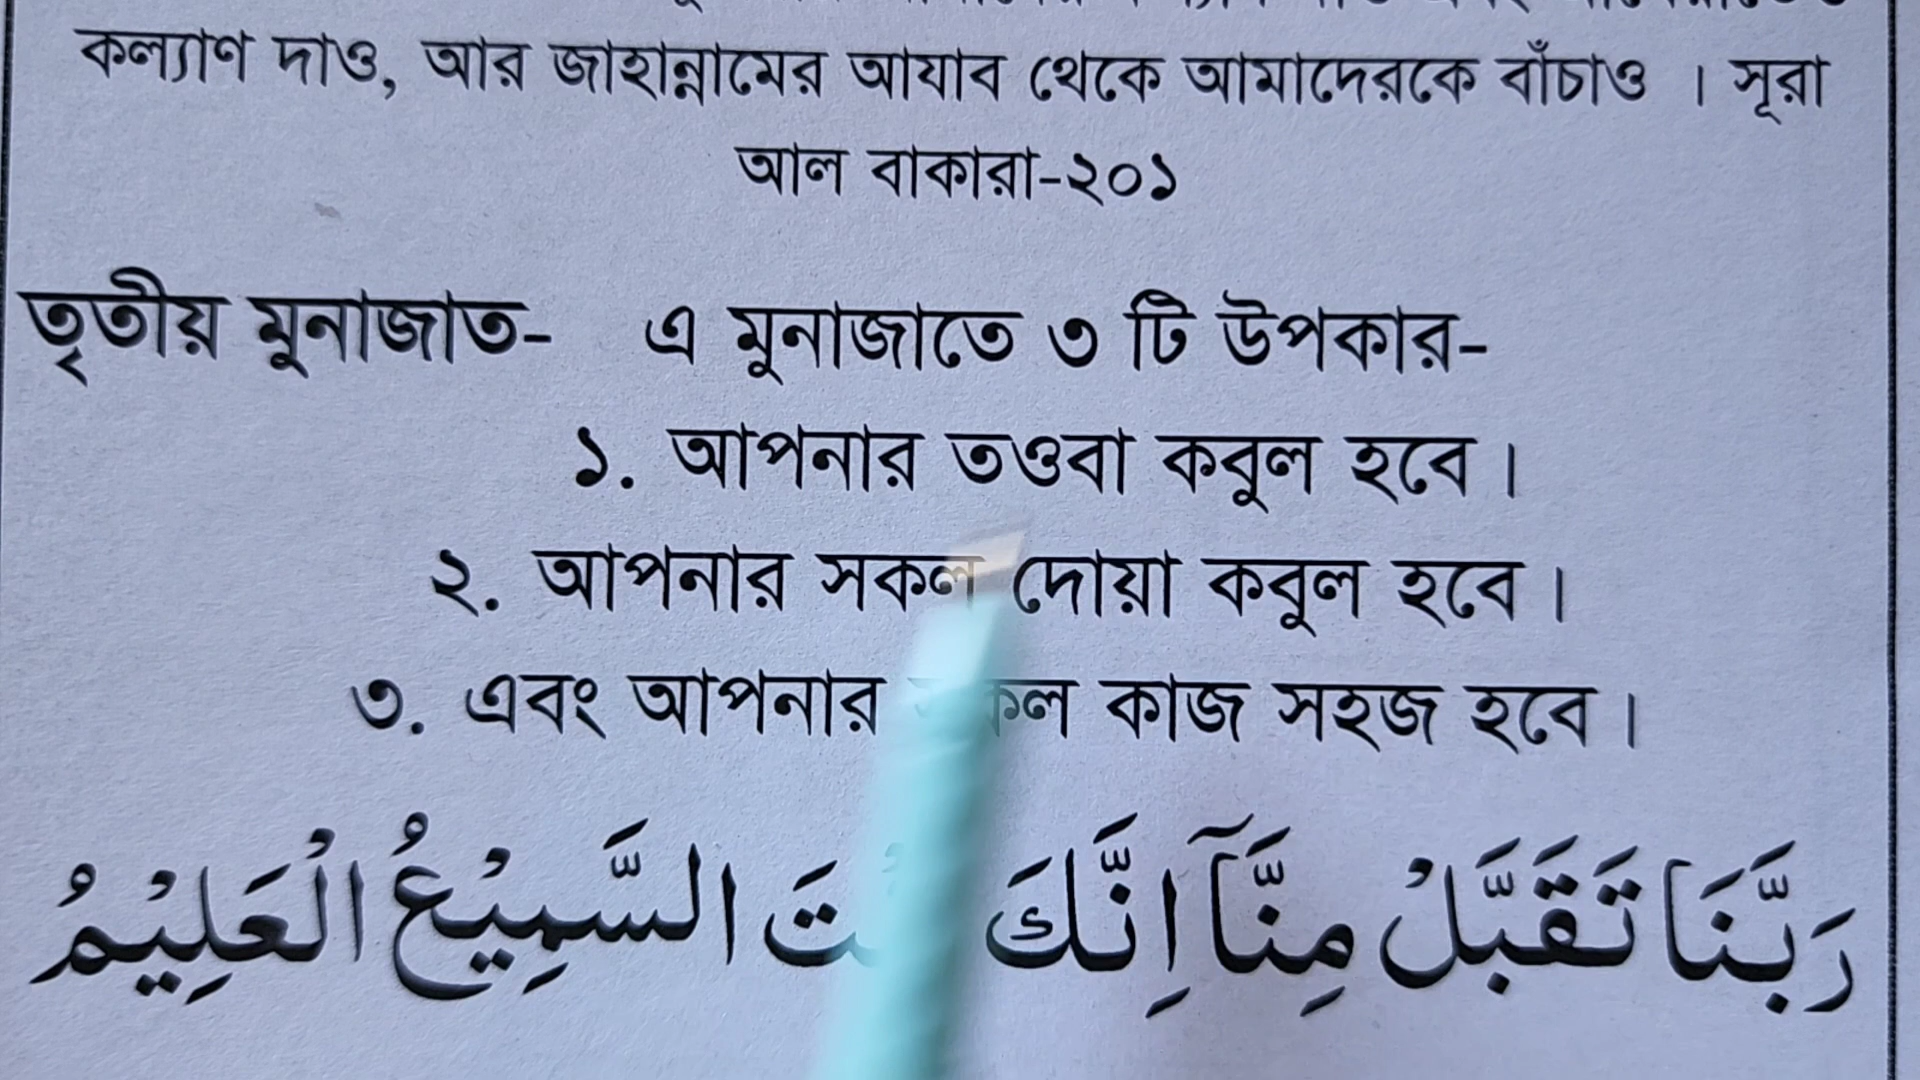 কল্যাণ দাও, আর জাহান্নামের আযাব থেকে আমাদেরকে বাঁচাও । সূরা
আল বাকারা-২০১
তৃতীয় মুনাজাত- এ মুনাজাতে ৩ টি উপকার-
১. আপনার তওবা কবুল হবে।
২. আপনার সকল দোয়া কবুল হবে।
৩. এবং আপনার কাজ সহজ হবে।
رَبَّنَا تَقَبَّلْ مِنَّآ اِنَّكَ السَّمِيْعُ الْعَلِيْمُ